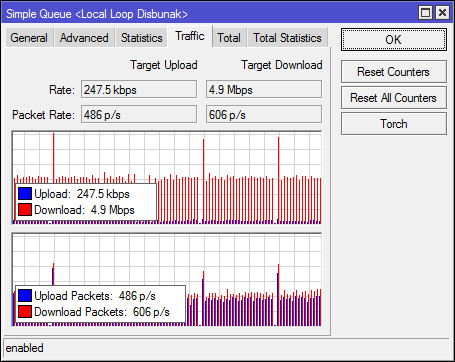 Simple Queue <Local Loop Disbunak>
General Advanced Statistics Traffic Total Total Statistics
OK
Reset Counters
Reset All Counters
Torch
Target Upload Target Download
Rate: 247.5 kbps 4.9 Mbps
Packet Rate: 486 p/s 606 p/s
Upload: 247.5 kbps
Download: 4.9 Mbps
Upload Packets: 486 p/s
Download Packets: 606 p/s
enabled